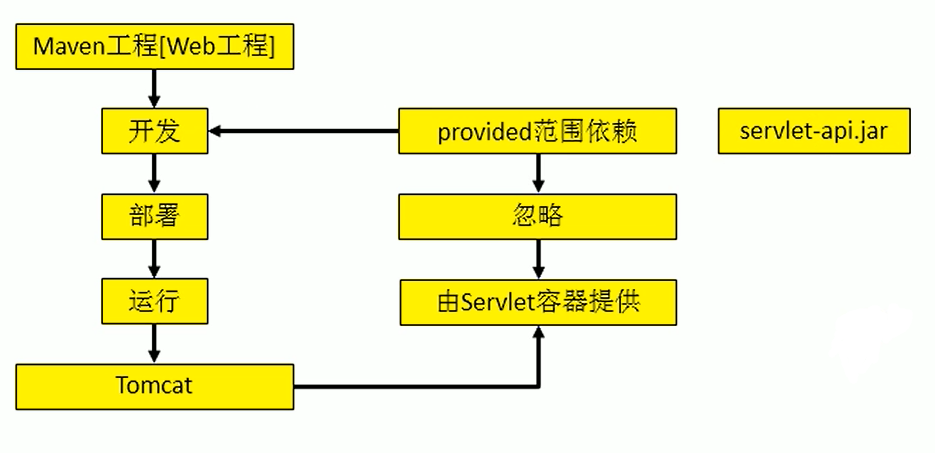 Maven工程[Web工程]
开发
provided范围依赖
servlet-api.jar
部署
忽略
运行
由Servlet容器提供
Tomcat